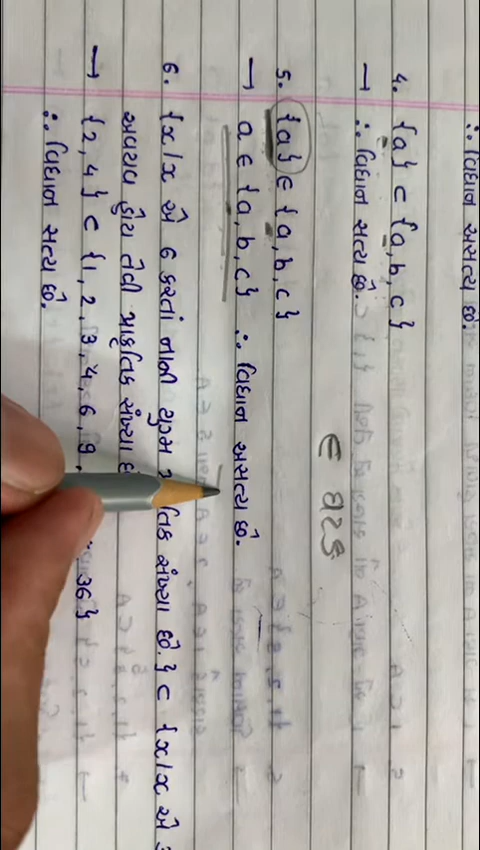 ∴ વિધાન અસત્ય છે.
4. {a} ⊂ {a, b, c}
→ ∴ વિધાન સત્ય છે.
∈ ઘટક
5. {a} ∈ {a, b, c}
→ a ∈ {a, b, c} ∴ વિધાન અસત્ય છે.
6. {x/x એ 6 કરતાં નાની યુગ્મ સંખ્યા છે.} ⊂ {x/x એ
અવયવ હોય તેવી પ્રાકૃતિક સંખ્યા
→ {2, 4} ⊂ {1, 2, 3, 4, 6, 9, 36}
∴ વિધાન સત્ય છે.